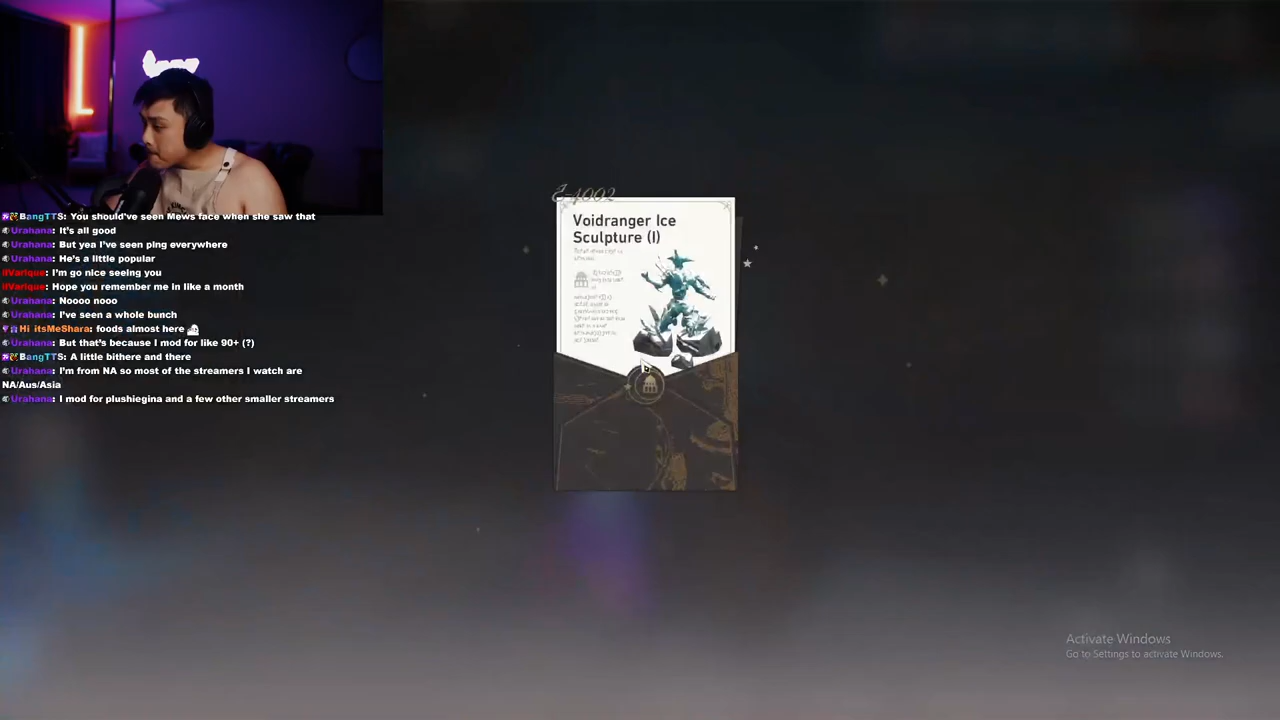 BangTTS: You should've seen Mews face when she saw that
Urahana: It's all good
Urahana: But yea I've seen ping everywhere
Urahana: He's a little popular
iiVarique: I'm go nice seeing you
iiVarique: Hope you remember me in like a month
Urahana: Noooo nooo
Urahana: I've seen a whole bunch
Hi_itsMeShara: foods almost here
Urahana: But that's because I mod for like 90+ (?)
BangTTS: A little bithere and there
Urahana: I'm from NA so most of the streamers I watch are
NA/Aus/Asia
Urahana: I mod for plushiegina and a few other smaller streamers
E-1002
Voidranger Ice
Sculpture (I)
Activate Windows
Go to Settings to activate Windows.